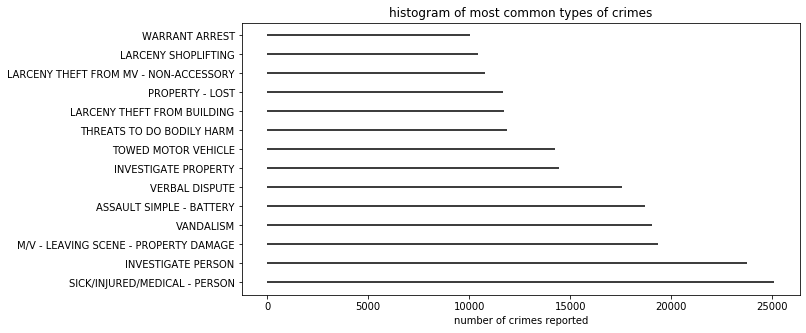 histogram of most common types of crimes
WARRANT ARREST
LARCENY SHOPLIFTING
LARCENY THEFT FROM MV - NON-ACCESSORY
PROPERTY - LOST
LARCENY THEFT FROM BUILDING
THREATS TO DO BODILY HARM
TOWED MOTOR VEHICLE
INVESTIGATE PROPERTY
VERBAL DISPUTE
ASSAULT SIMPLE - BATTERY
VANDALISM
M/V - LEAVING SCENE - PROPERTY DAMAGE
INVESTIGATE PERSON
SICK/INJURED/MEDICAL - PERSON
0 5000 10000 15000 20000 25000
number of crimes reported